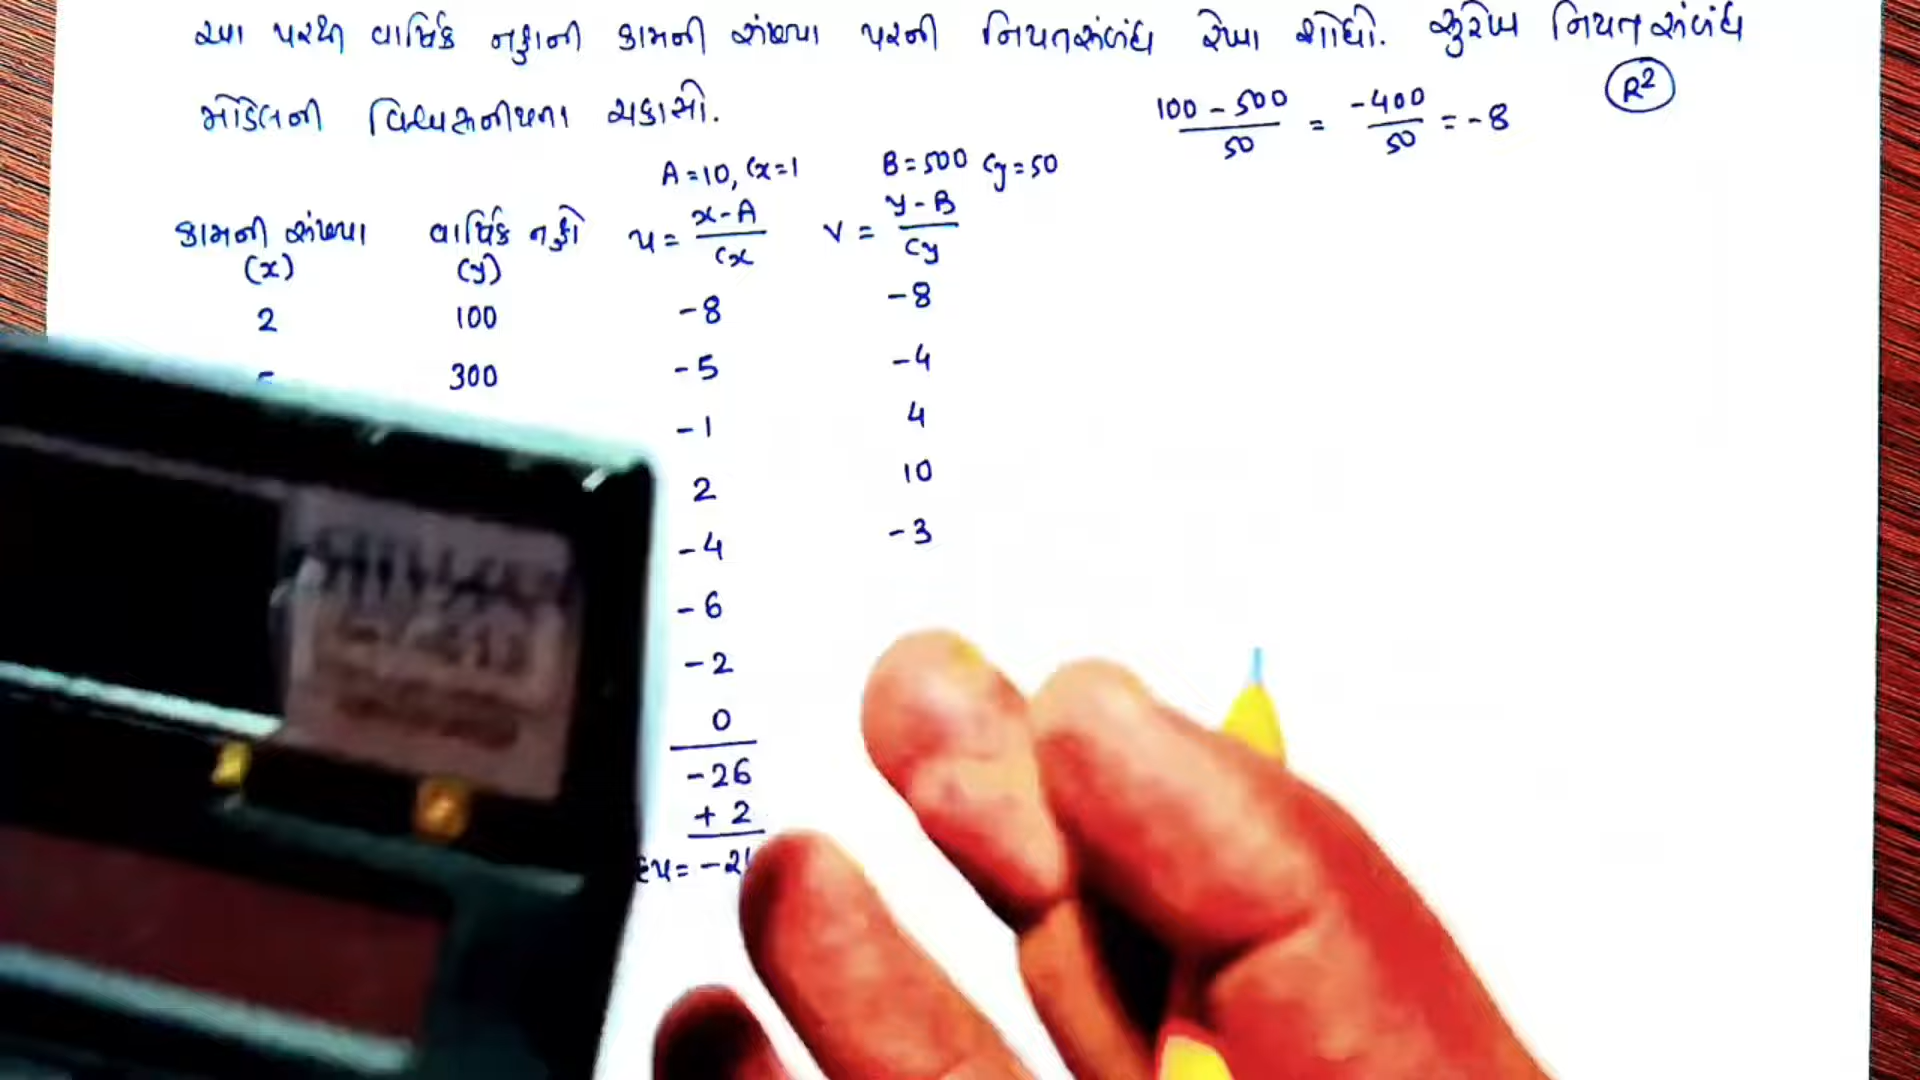 આ પરથી વાર્ષિક નફાની કામની સંખ્યા પરની નિયતસંબંધ રેખા શોધો. સુરેખ નિયતસંબંધ
મોડેલની વિશ્વસનીયતા ચકાસો.
R²
100 - 500 / 50 = -400 / 50 = -8
A = 10, Cx = 1 B = 500 Cy = 50
કામની સંખ્યા (x) વાર્ષિક નફો (y) u = x - A / Cx v = y - B / Cy
2 100 -8 -8
300 -5 -4
-1 4
2 10
-4 -3
-6
-2
0
-26
+ 2
Σu = -2